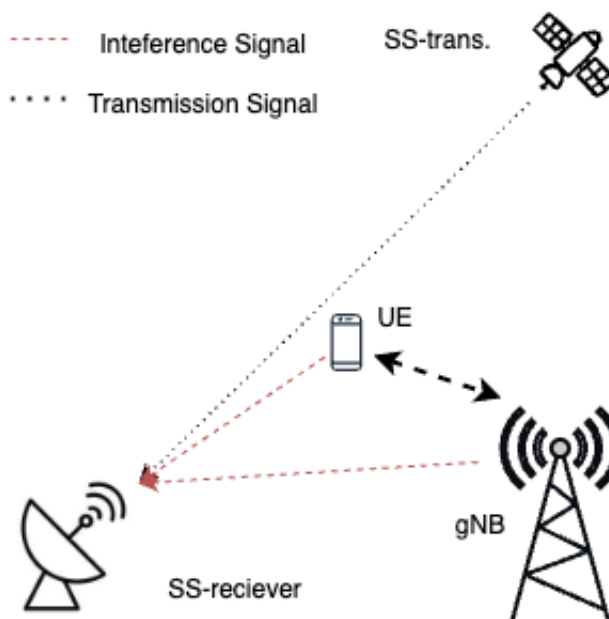 Inteference Signal
SS-trans.
Transmission Signal
UE
gNB
SS-reciever